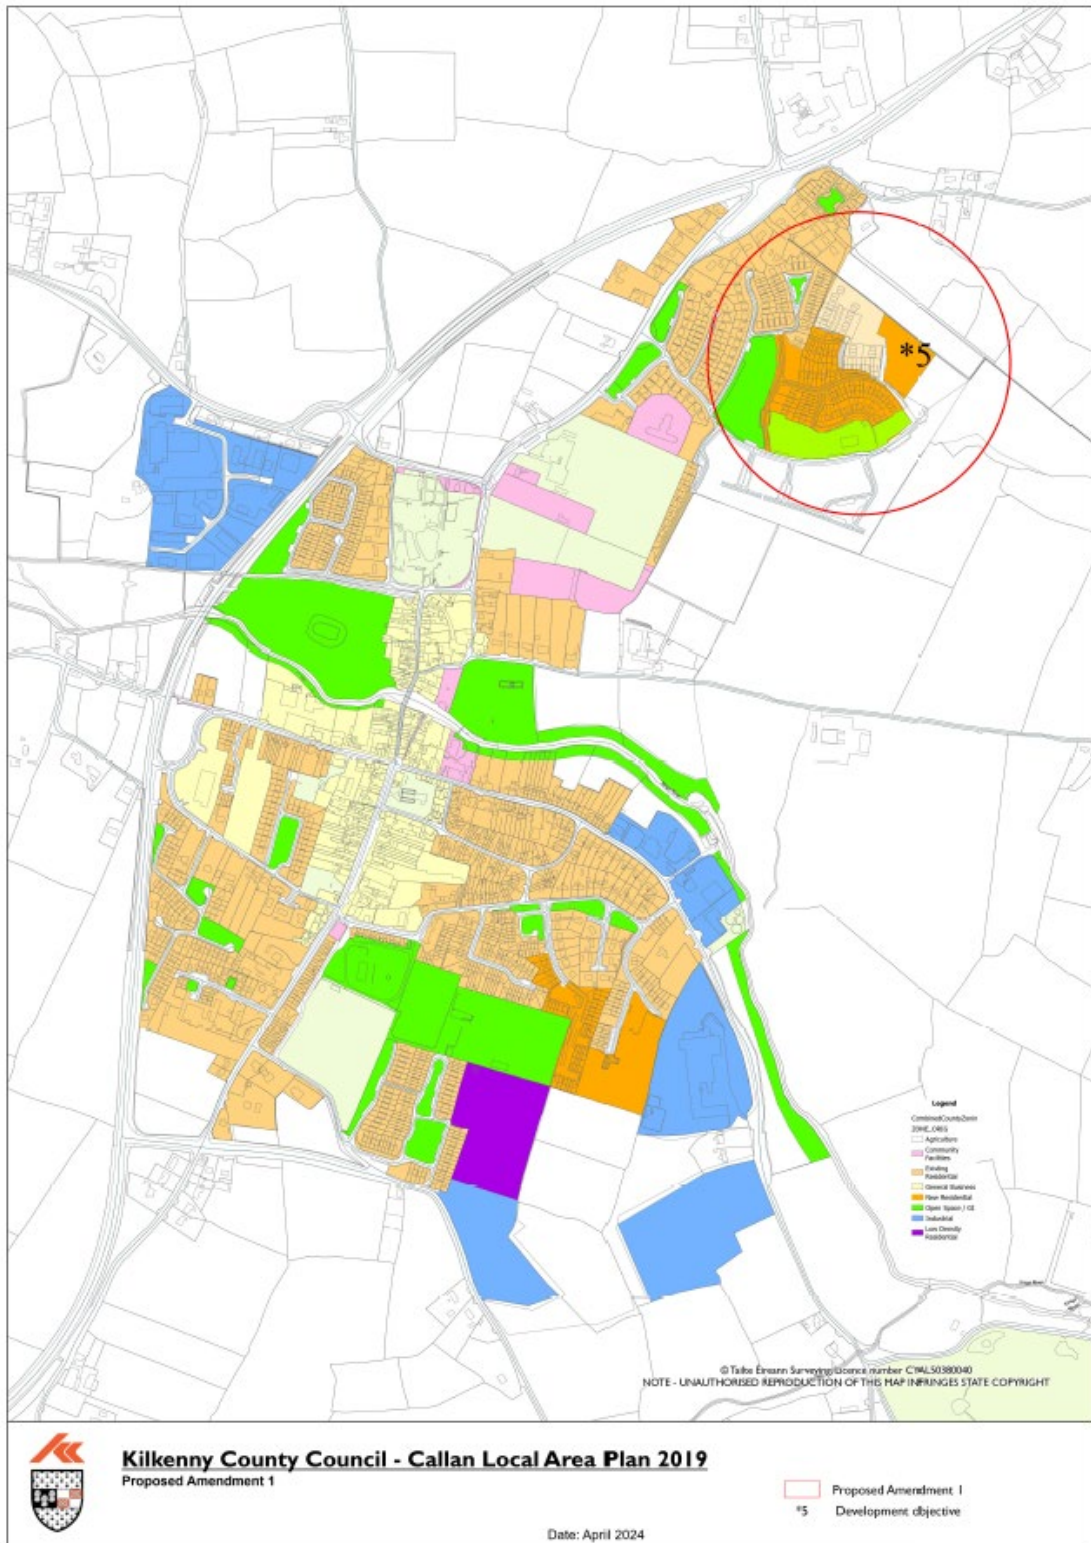 *5
Legend
CombinedCountyZonin
ZONE_ORIG
Agriculture
Community
Facilities
Existing
Residential
General Business
New Residential
Open Space / GI
Industrial
Low Density
Residential
© Tailte Éireann Surveying Licence number CYAL50380040
NOTE - UNAUTHORISED REPRODUCTION OF THIS MAP INFRINGES STATE COPYRIGHT
Kilkenny County Council - Callan Local Area Plan 2019
Proposed Amendment 1
Proposed Amendment 1
*5 Development objective
Date: April 2024